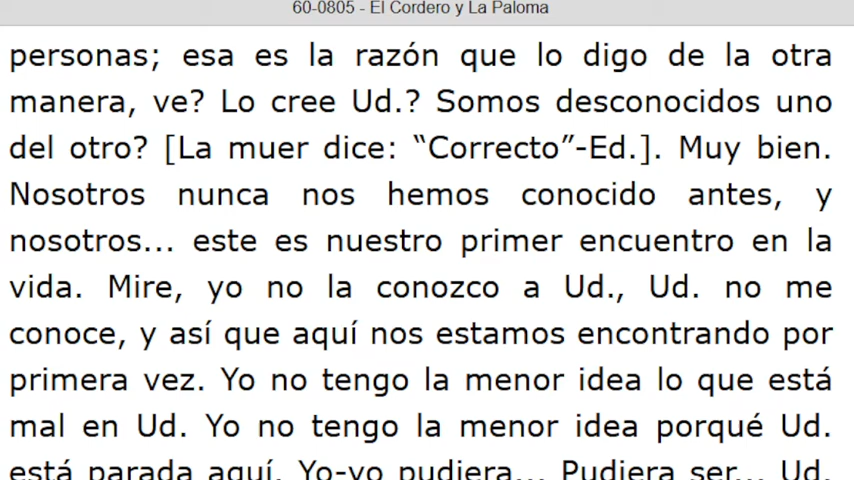 60-0805 - El Cordero y La Paloma
personas; esa es la razón que lo digo de la otra
manera, ve? Lo cree Ud.? Somos desconocidos uno
del otro? [La muer dice: “Correcto”-Ed.]. Muy bien.
Nosotros nunca nos hemos conocido antes, y
nosotros... este es nuestro primer encuentro en la
vida. Mire, yo no la conozco a Ud., Ud. no me
conoce, y así que aquí nos estamos encontrando por
primera vez. Yo no tengo la menor idea lo que está
mal en Ud. Yo no tengo la menor idea porqué Ud.
está parada aquí. Yo-yo pudiera... Pudiera ser... Ud.